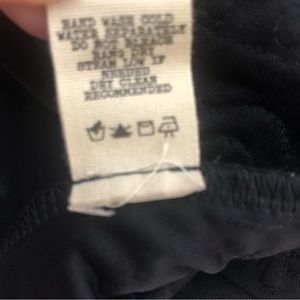 HAND WASH COLD
WATER SEPARATELY
DO NOT BLEACH
HANG DRY
STEAM LOW IF
NEEDED
DRY CLEAN
RECOMMENDED